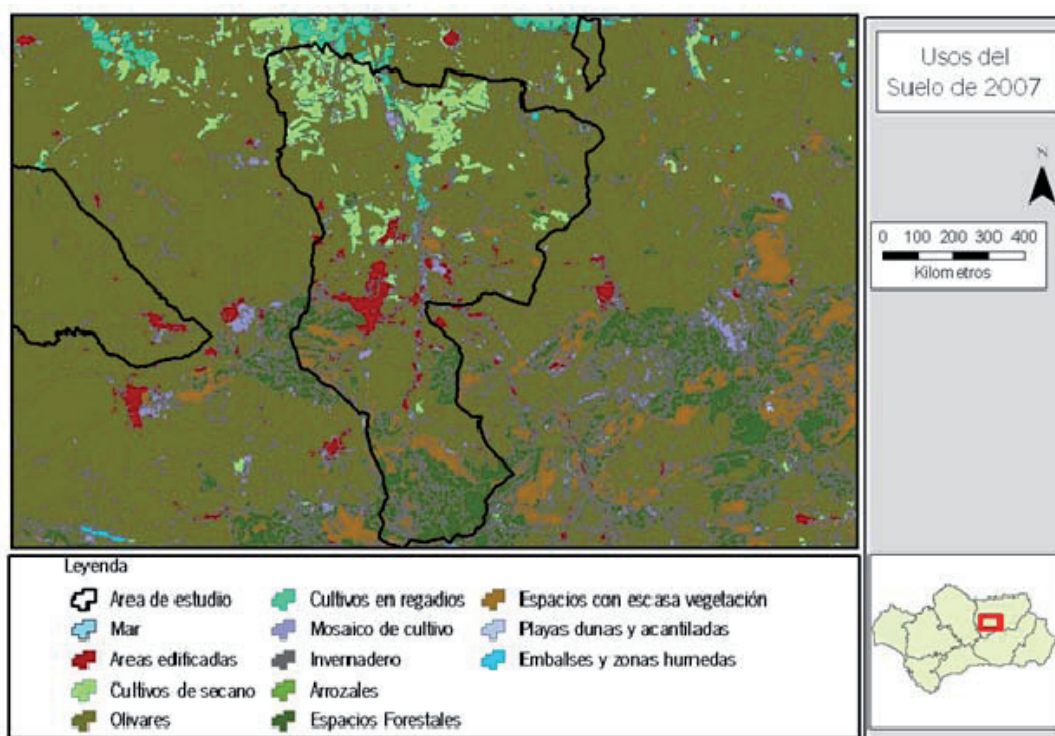 Usos del
Suelo de 2007
N
0 100 200 300 400
Kilometros
Leyenda
Area de estudio
Mar
Areas edificadas
Cultivos de secano
Olivares
Cultivos en regadios
Mosaico de cultivo
Invernadero
Arrozales
Espacios Forestales
Espacios con escasa vegetación
Playas dunas y acantiladas
Embalses y zonas humedas